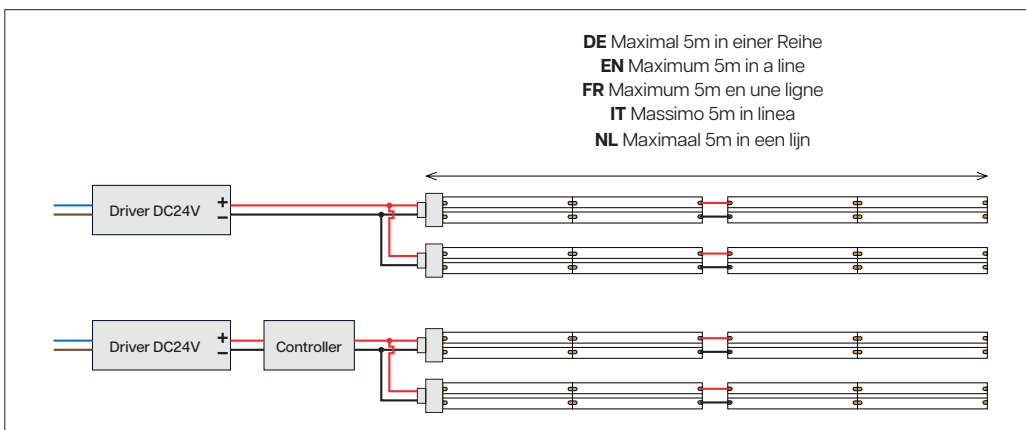 DE Maximal 5m in einer Reihe
EN Maximum 5m in a line
FR Maximum 5m en une ligne
IT Massimo 5m in linea
NL Maximaal 5m in een lijn
Driver DC24V + −
Driver DC24V + − Controller